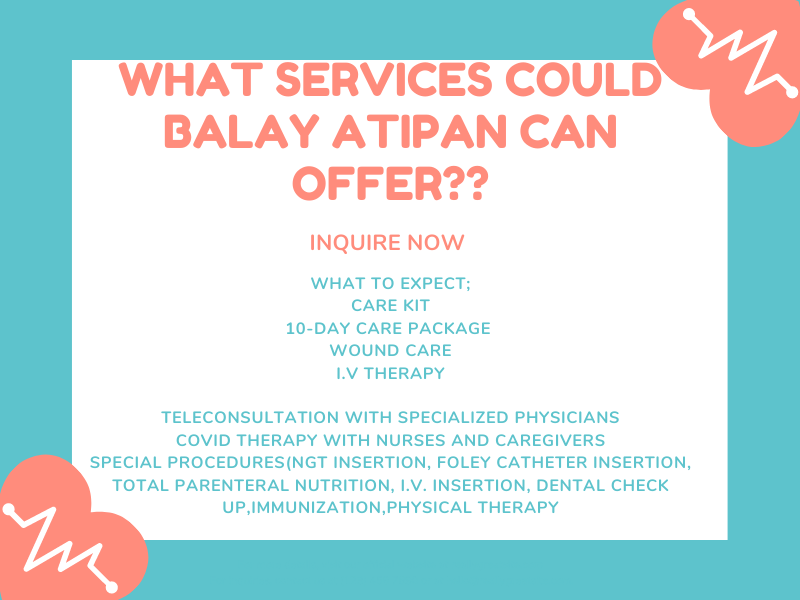 WHAT SERVICES COULD
BALAY ATIPAN CAN
OFFER??
INQUIRE NOW
WHAT TO EXPECT;
CARE KIT
10-DAY CARE PACKAGE
WOUND CARE
I.V THERAPY
TELECONSULTATION WITH SPECIALIZED PHYSICIANS
COVID THERAPY WITH NURSES AND CAREGIVERS
SPECIAL PROCEDURES(NGT INSERTION, FOLEY CATHETER INSERTION,
TOTAL PARENTERAL NUTRITION, I.V. INSERTION, DENTAL CHECK
UP,IMMUNIZATION,PHYSICAL THERAPY